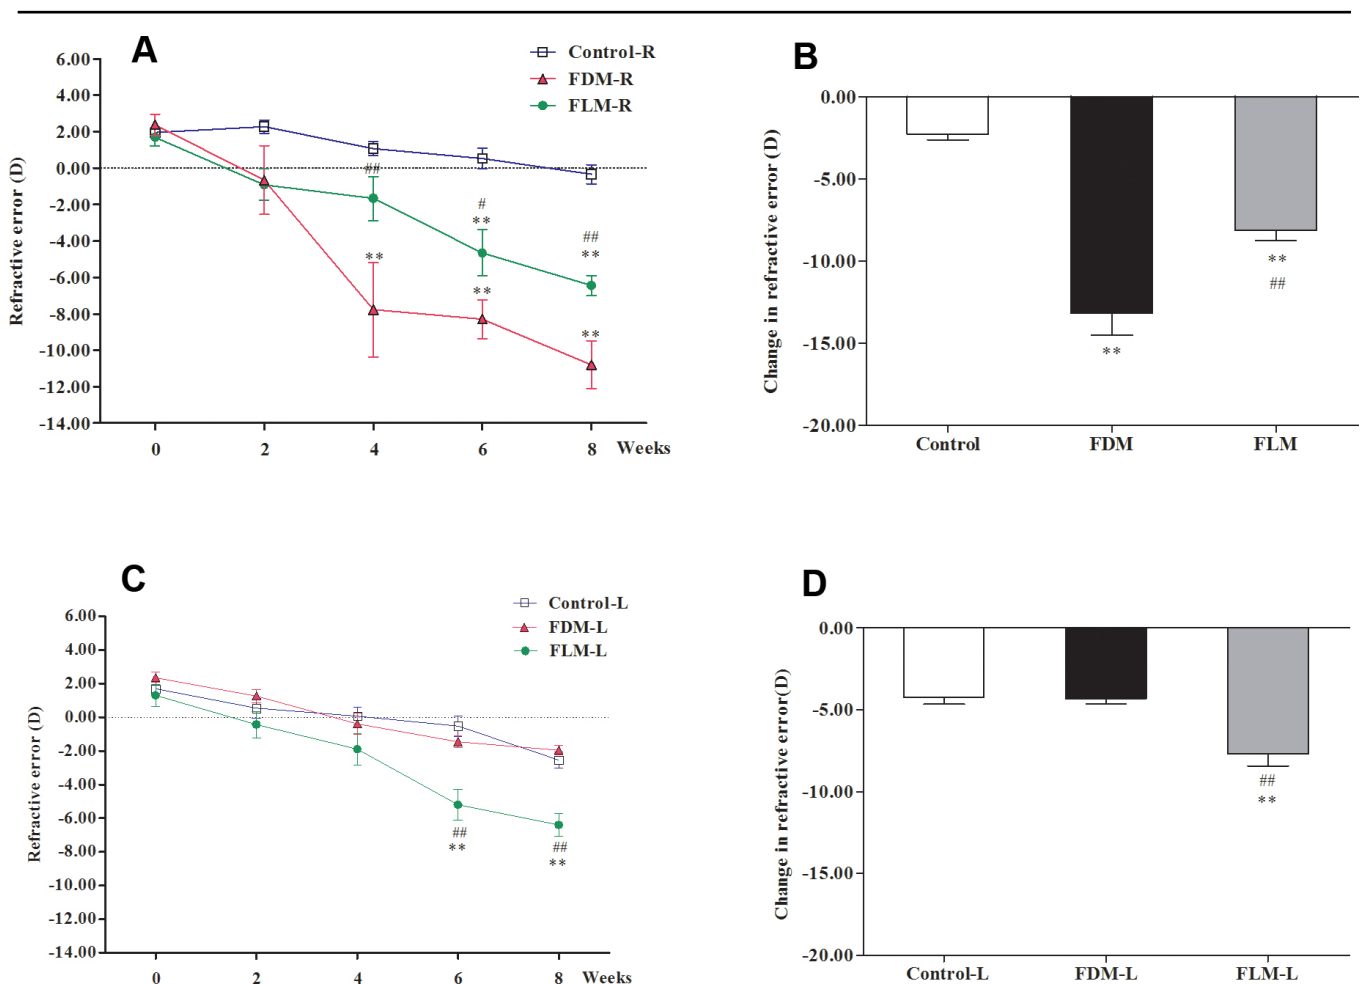 A
Control-R
FDM-R
FLM-R
6.00
4.00
2.00
0.00
-2.00
-4.00
-6.00
-8.00
-10.00
-12.00
-14.00
Refractive error (D)
##
**
#
**
**
##
**
**
0 2 4 6 8 Weeks
B
0.00
-5.00
-10.00
-15.00
-20.00
Change in refractive error(D)
**
**
##
Control FDM FLM
C
Control-L
FDM-L
FLM-L
6.00
4.00
2.00
0.00
-2.00
-4.00
-6.00
-8.00
-10.00
-12.00
-14.00
Refractive error (D)
##
**
##
**
0 2 4 6 8 Weeks
D
0.00
-5.00
-10.00
-15.00
-20.00
Change in refractive error(D)
##
**
Control-L FDM-L FLM-L